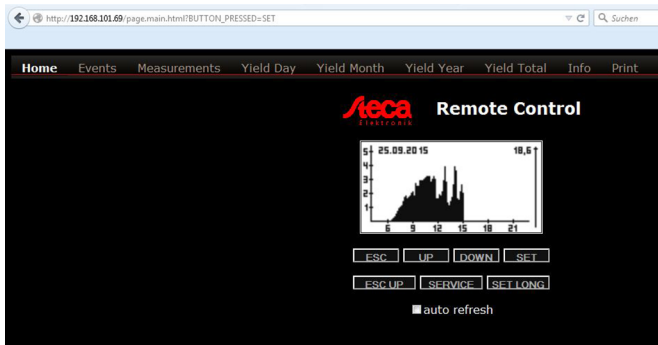 http://192.168.101.69/page.main.html?BUTTON_PRESSED=SET
Suchen
Home Events Measurements Yield Day Yield Month Yield Year Yield Total Info Print
Steca
Elektronik
Remote Control
5 25.09.2015 18,6
4
3
2
1
6 9 12 15 18 21
ESC UP DOWN SET
ESC UP SERVICE SET LONG
auto refresh